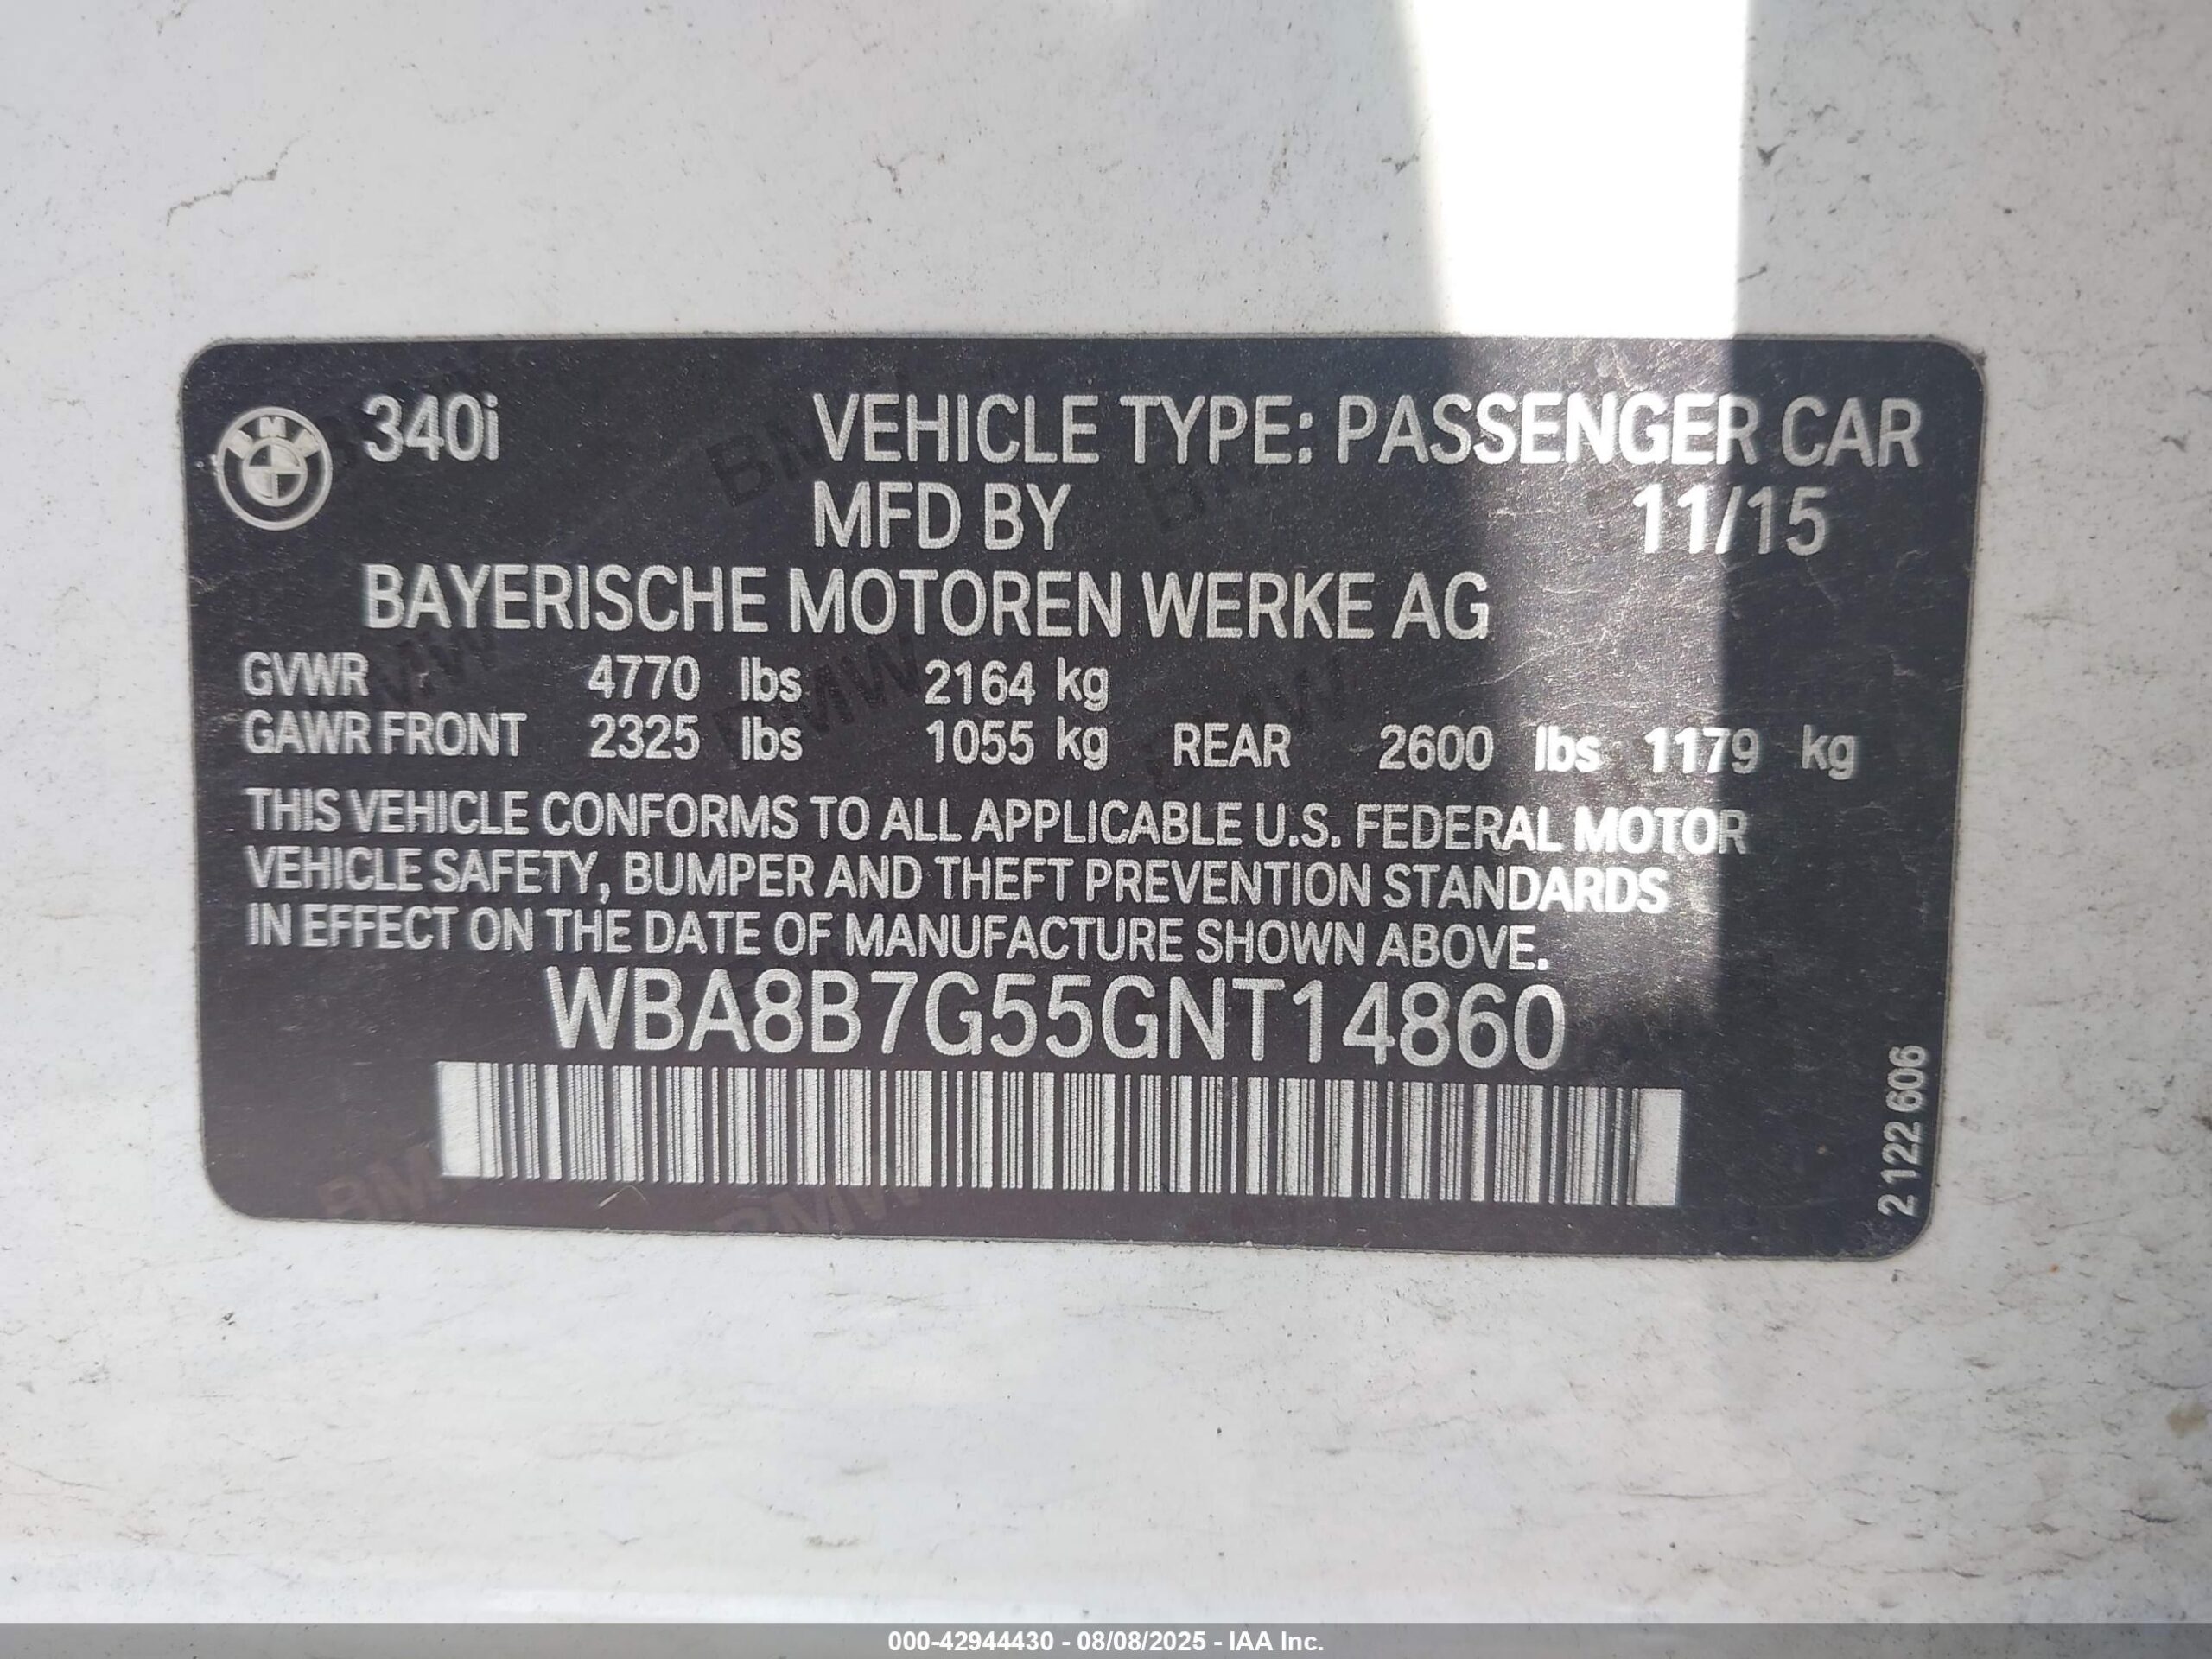 340i VEHICLE TYPE: PASSENGER CAR
MFD BY 11/15
BAYERISCHE MOTOREN WERKE AG
GVWR 4770 lbs 2164 kg
GAWR FRONT 2325 lbs 1055 kg REAR 2600 lbs 1179 kg
THIS VEHICLE CONFORMS TO ALL APPLICABLE U.S. FEDERAL MOTOR
VEHICLE SAFETY, BUMPER AND THEFT PREVENTION STANDARDS
IN EFFECT ON THE DATE OF MANUFACTURE SHOWN ABOVE.
WBA8B7G55GNT14860
2 122 606
BMW
000-42944430 - 08/08/2025 - IAA Inc.